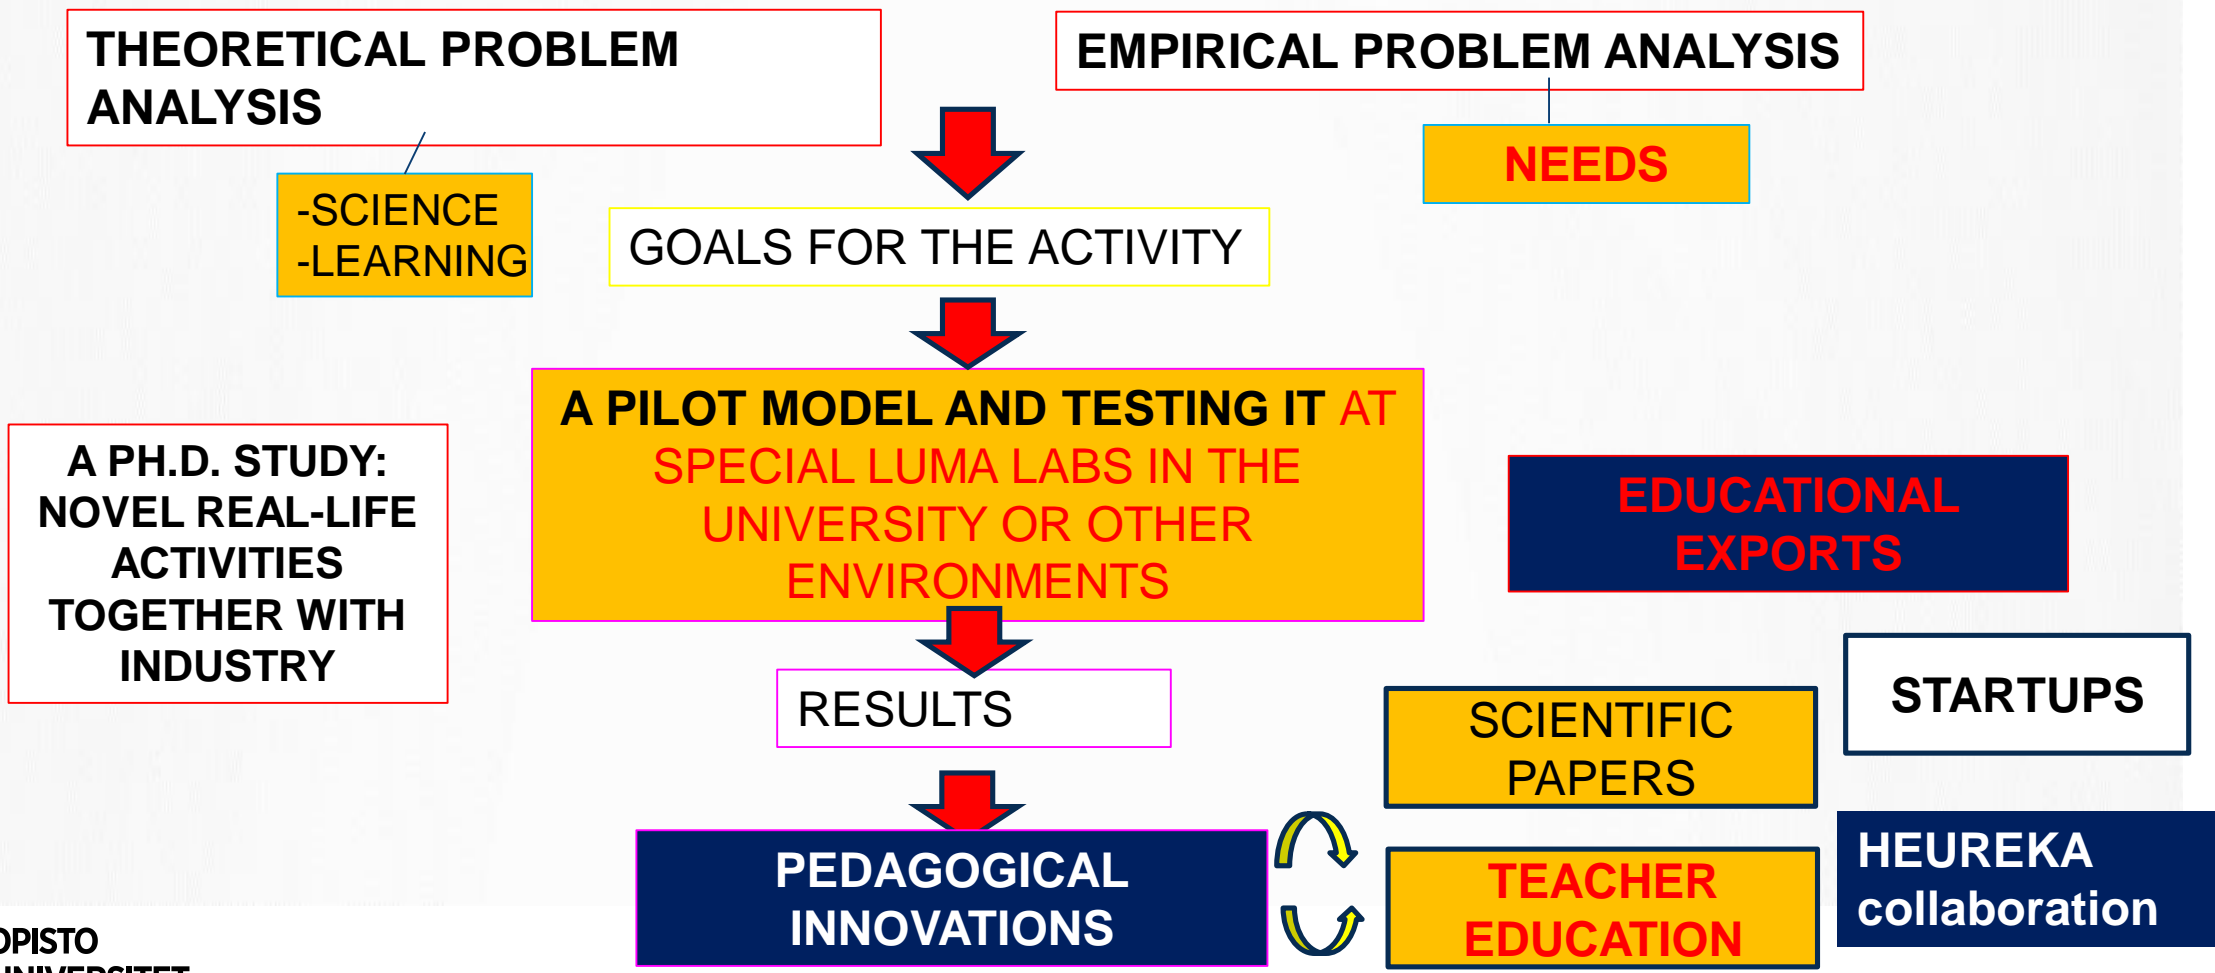 THEORETICAL PROBLEM
ANALYSIS
EMPIRICAL PROBLEM ANALYSIS
NEEDS
-SCIENCE
-LEARNING
GOALS FOR THE ACTIVITY
A PILOT MODEL AND TESTING IT AT
SPECIAL LUMA LABS IN THE
UNIVERSITY OR OTHER
ENVIRONMENTS
A PH.D. STUDY:
NOVEL REAL-LIFE
ACTIVITIES
TOGETHER WITH
INDUSTRY
EDUCATIONAL
EXPORTS
RESULTS
SCIENTIFIC
PAPERS
STARTUPS
PEDAGOGICAL
INNOVATIONS
TEACHER
EDUCATION
HEUREKA
collaboration
OPISTO
UNIVERSITET